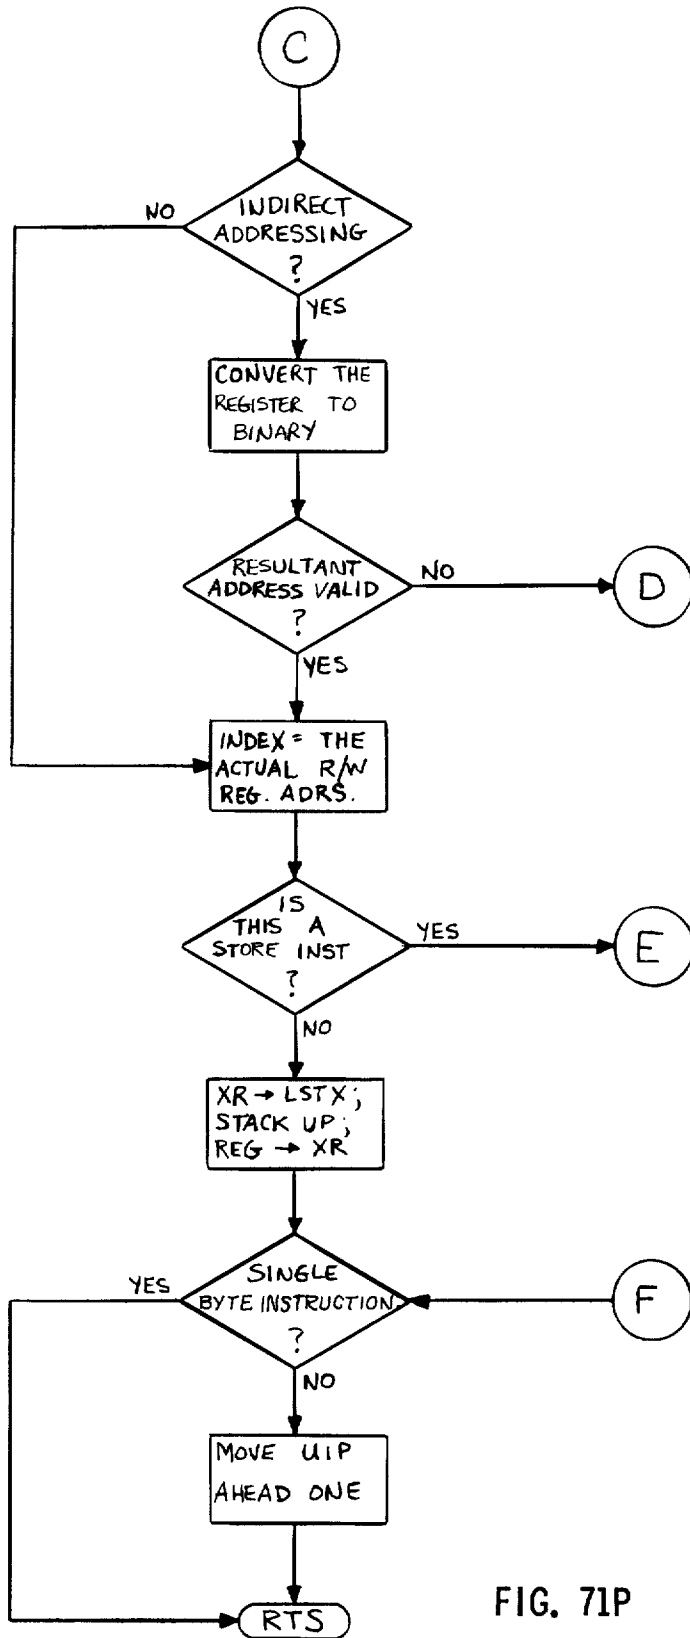 C
INDIRECT
ADDRESSING
?
NO
YES
CONVERT THE
REGISTER TO
BINARY
RESULTANT
ADDRESS VALID
?
NO
D
YES
INDEX = THE
ACTUAL R/W
REG. ADRS.
IS
THIS A
STORE INST
?
YES
E
NO
XR → LSTX;
STACK UP;
REG → XR
SINGLE
BYTE INSTRUCTION
?
YES
F
NO
MOVE UIP
AHEAD ONE
RTS
FIG. 71P